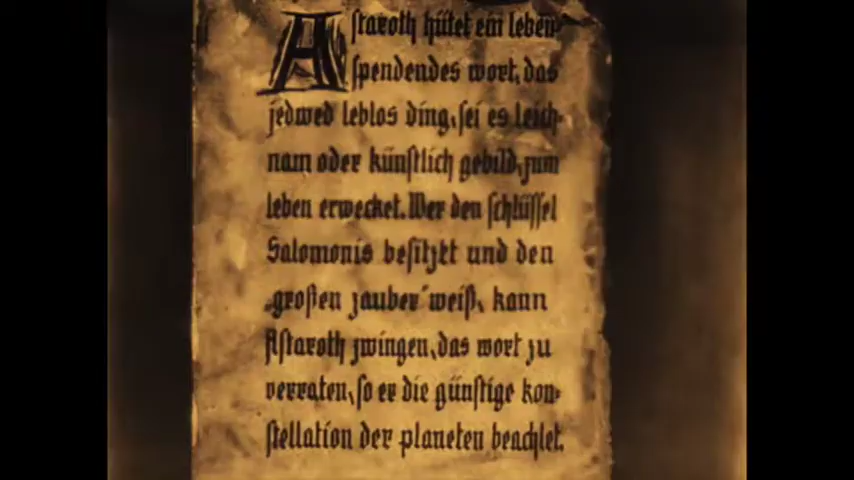 Astaroth hütet ein leben-
spendendes wort, das
jedwed leblos ding, sei es leich-
nam oder künstlich gebild, zum
leben erwecket. Wer den schlüssel
Salomonis besitzt und den
„großen zauber“ weiß, kann
Astaroth zwingen, das wort zu
verraten, so er die günstige kon-
stellation der planeten beachtet.